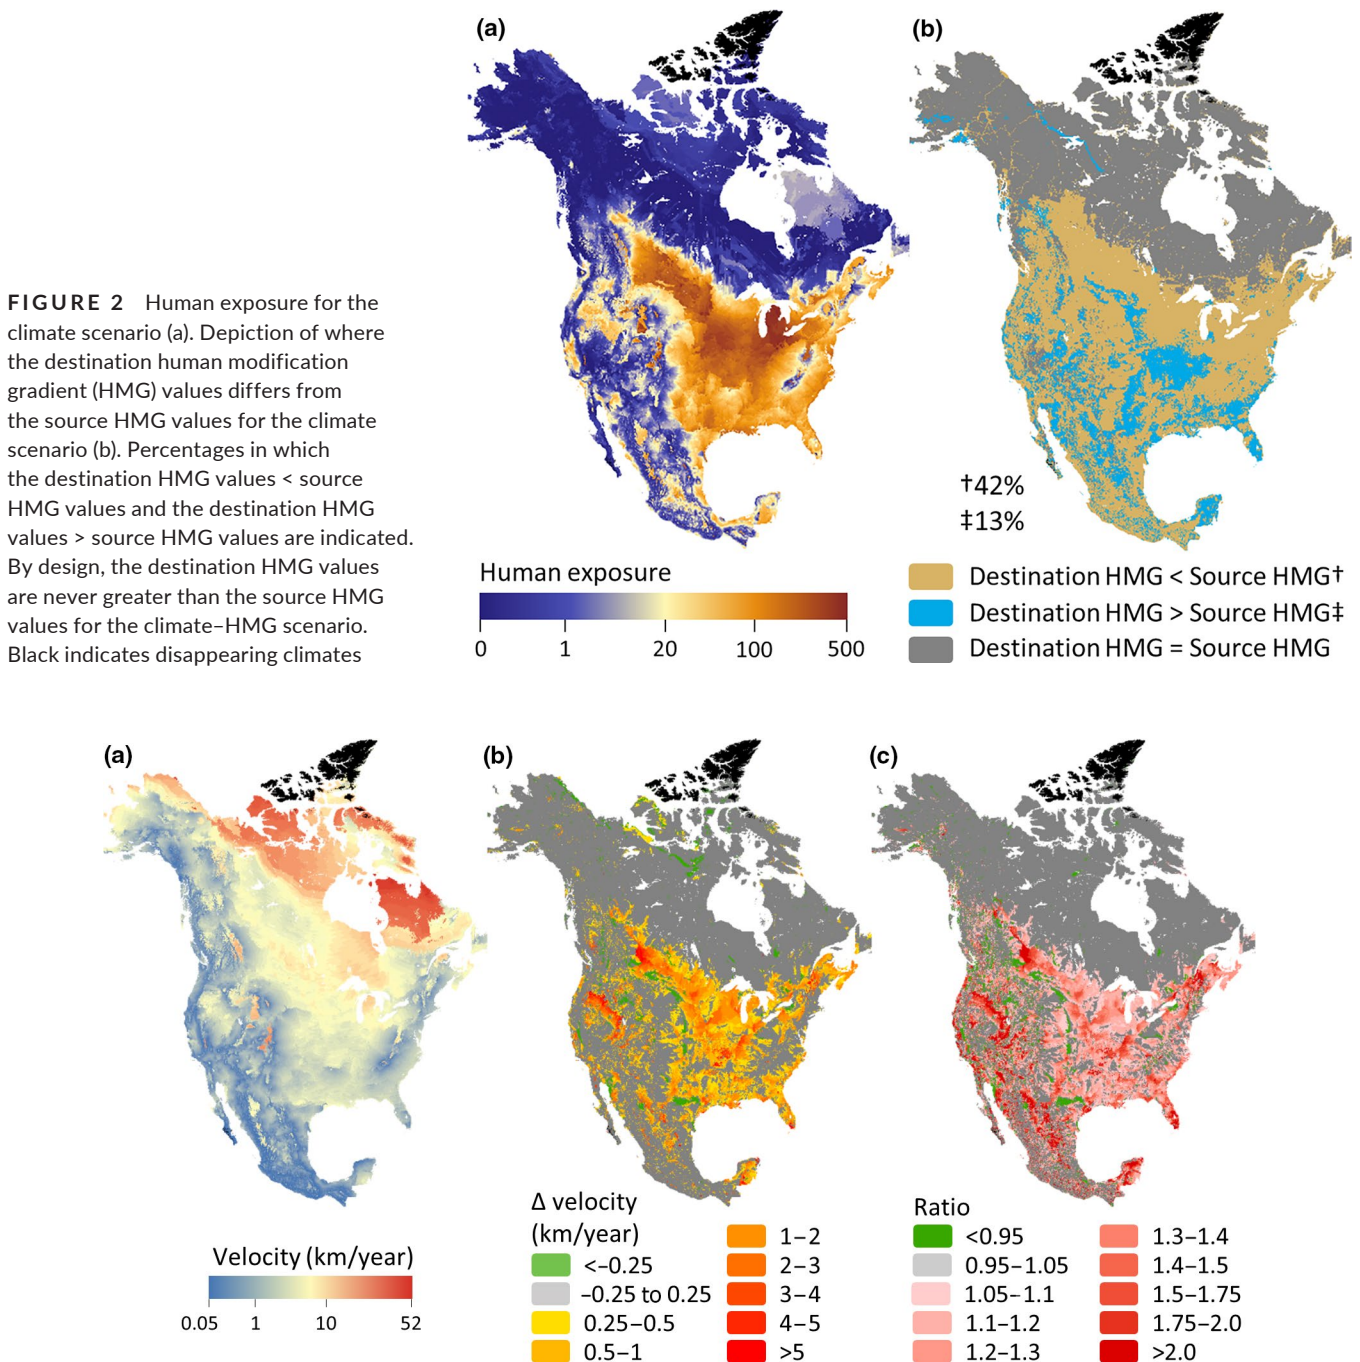 FIGURE 2 Human exposure for the
climate scenario (a). Depiction of where
the destination human modification
gradient (HMG) values differs from
the source HMG values for the climate
scenario (b). Percentages in which
the destination HMG values < source
HMG values and the destination HMG
values > source HMG values are indicated.
By design, the destination HMG values
are never greater than the source HMG
values for the climate–HMG scenario.
Black indicates disappearing climates
(a)
Human exposure
0 1 20 100 500
(b)
†42%
‡13%
Destination HMG < Source HMG†
Destination HMG > Source HMG‡
Destination HMG = Source HMG
(a)
Velocity (km/year)
0.05 1 10 52
(b)
Δ velocity
(km/year)
<−0.25
−0.25 to 0.25
0.25–0.5
0.5–1
1–2
2–3
3–4
4–5
>5
(c)
Ratio
<0.95
0.95–1.05
1.05–1.1
1.1–1.2
1.2–1.3
1.3–1.4
1.4–1.5
1.5–1.75
1.75–2.0
>2.0